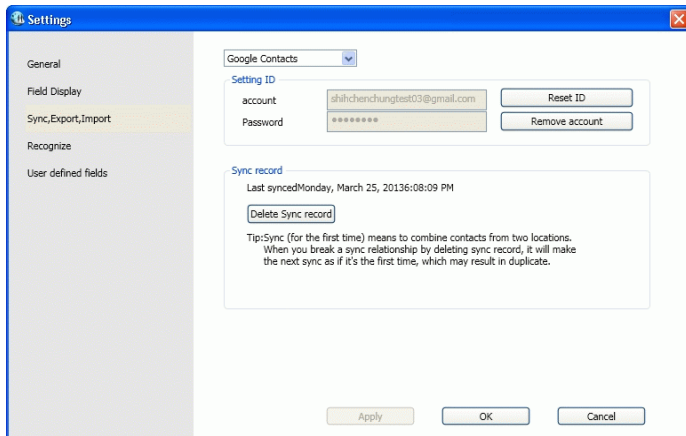 Settings
General
Field Display
Sync,Export,Import
Recognize
User defined fields
Google Contacts
Setting ID
account
shihchenchungtest03@gmail.com
Reset ID
Password
●●●●●●●●
Remove account
Sync record
Last syncedMonday, March 25, 20136:08:09 PM
Delete Sync record
Tip:Sync (for the first time) means to combine contacts from two locations.
When you break a sync relationship by deleting sync record, it will make
the next sync as if it's the first time, which may result in duplicate.
Apply
OK
Cancel